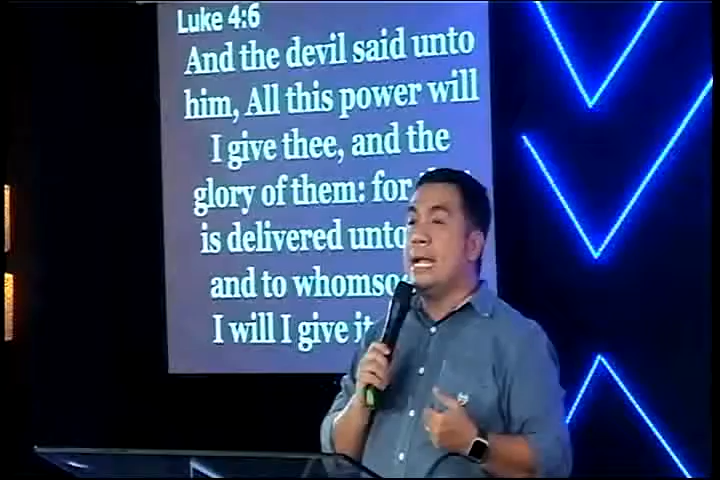 Luke 4:6
And the devil said unto
him, All this power will
I give thee, and the
glory of them: for
is delivered unto
and to whomso
I will I give it